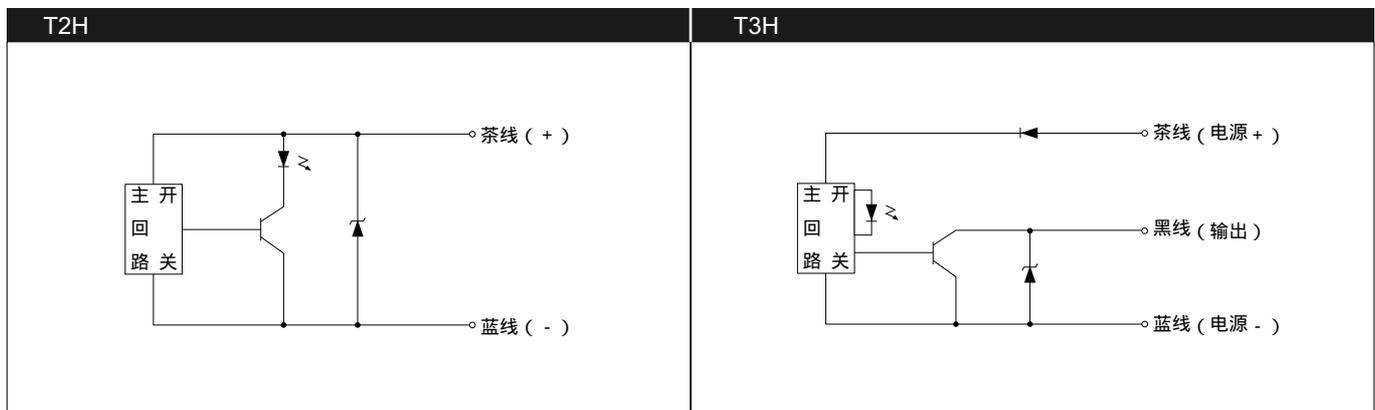 T2H
茶线 ( + )
主 开
回
路 关
蓝线 ( - )
T3H
茶线 ( 电源 + )
主 开
回
路 关
黑线 ( 输出 )
蓝线 ( 电源 - )